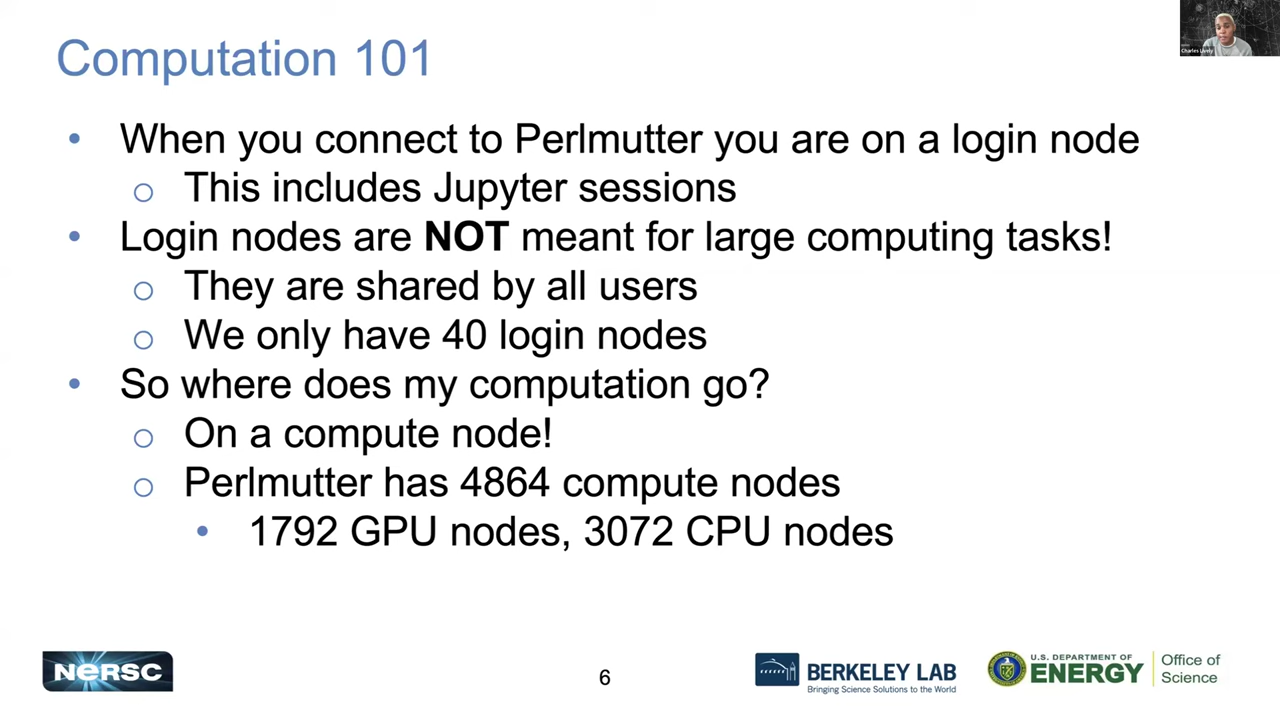 Computation 101
Charles Lively
• When you connect to Perlmutter you are on a login node
o This includes Jupyter sessions
• Login nodes are NOT meant for large computing tasks!
o They are shared by all users
o We only have 40 login nodes
• So where does my computation go?
o On a compute node!
o Perlmutter has 4864 compute nodes
• 1792 GPU nodes, 3072 CPU nodes
NERSC
6
BERKELEY LAB
Bringing Science Solutions to the World
U.S. DEPARTMENT OF
ENERGY
Office of
Science